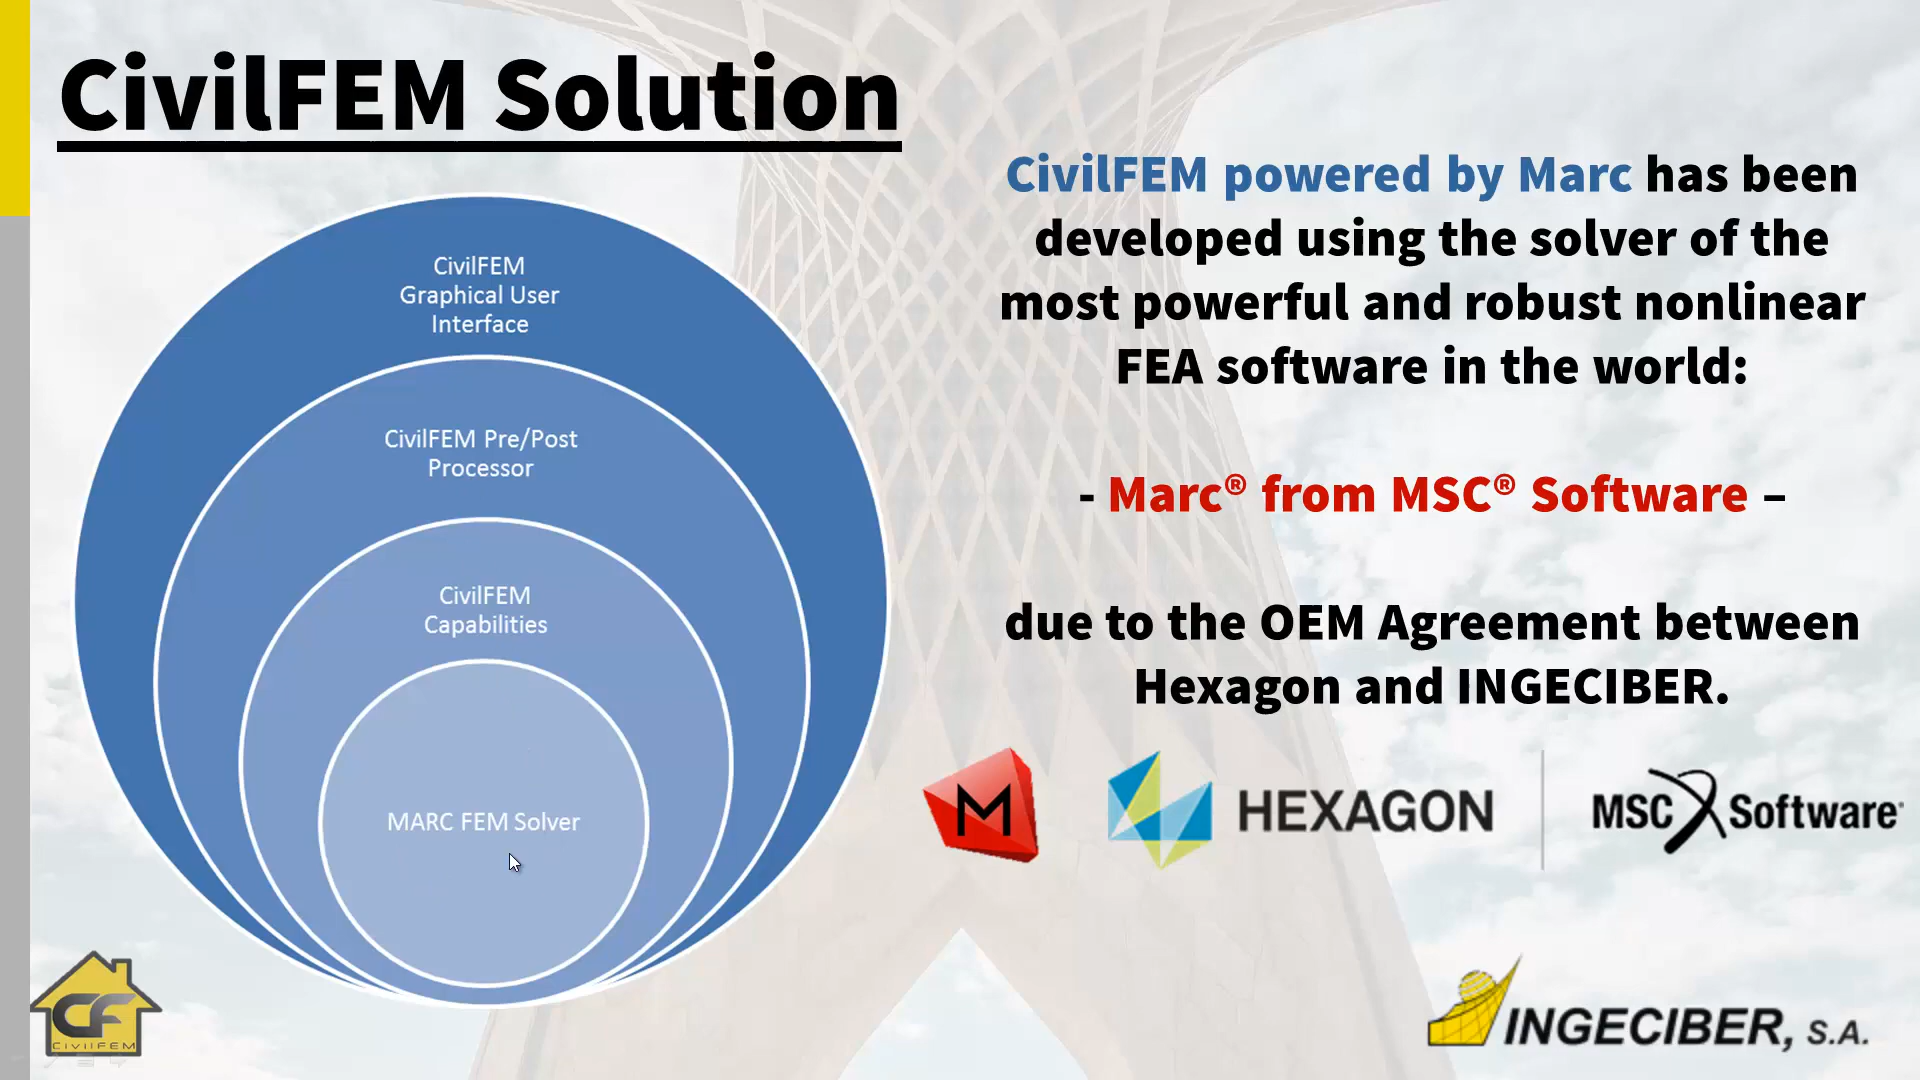 CivilFEM Solution
CivilFEM
Graphical User
Interface
CivilFEM Pre/Post
Processor
CivilFEM
Capabilities
MARC FEM Solver
CivilFEM powered by Marc has been
developed using the solver of the
most powerful and robust nonlinear
FEA software in the world:
- Marc® from MSC® Software –
due to the OEM Agreement between
Hexagon and INGECIBER.
M
HEXAGON
MSC Software
CF
CIVILFEM
INGECIBER, S.A.